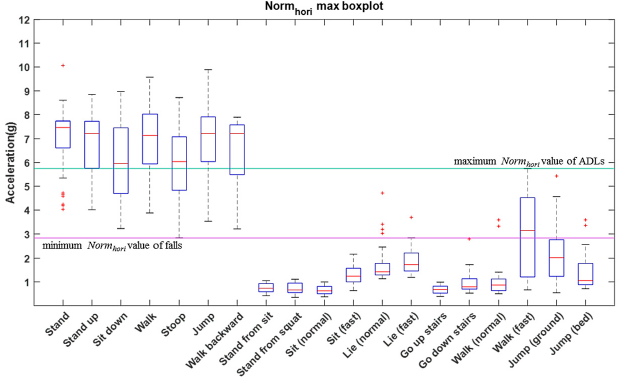 Norm_hori max boxplot
Acceleration(g)
12
11
10
9
8
7
6
5
4
3
2
1
maximum Norm_hori value of ADLs
minimum Norm_hori value of falls
Stand
Stand up
Sit down
Walk
Stoop
Jump
Walk backward
Stand from sit
Stand from squat
Sit (normal)
Sit (fast)
Lie (normal)
Lie (fast)
Go up stairs
Go down stairs
Walk (normal)
Walk (fast)
Jump (ground)
Jump (bed)